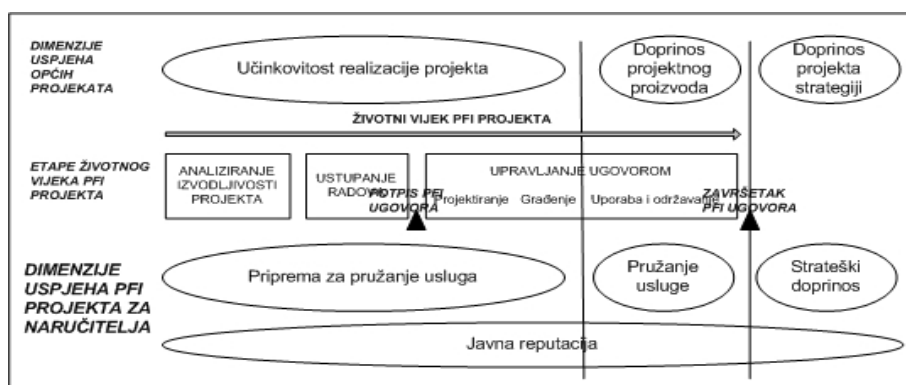 DIMENZIJE
USPJEHA
OPĆIH
PROJEKATA
Učinkovitost realizacije projekta
Doprinos
projektnog
proizvoda
Doprinos
projekta
strategiji
ŽIVOTNI VIJEK PFI PROJEKTA
ETAPE ŽIVOTNOG
VIJEKA PFI
PROJEKTA
ANALIZIRANJE
IZVODLJIVOSTI
PROJEKTA
USTUPANJE
RADOVA
POTPIS PFI
UGOVORA
UPRAVLJANJE UGOVOROM
Projektiranje Građenje Uporaba i održavanje
ZAVRŠETAK
PFI UGOVORA
DIMENZIJE
USPJEHA PFI
PROJEKTA ZA
NARUČITELJA
Priprema za pružanje usluga
Pružanje
usluge
Strateški
doprinos
Javna reputacija